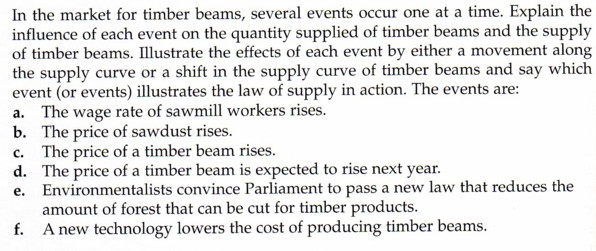 In the market for timber beams, several events occur one at a time. Explain the
influence of each event on the quantity supplied of timber beams and the supply
of timber beams. Illustrate the effects of each event by either a movement along
the supply curve or a shift in the supply curve of timber beams and say which
event (or events) illustrates the law of supply in action. The events are:
a. The wage rate of sawmill workers rises.
b. The price of sawdust rises.
c. The price of a timber beam rises.
d. The price of a timber beam is expected to rise next year.
e. Environmentalists convince Parliament to pass a new law that reduces the
amount of forest that can be cut for timber products.
f. A new technology lowers the cost of producing timber beams.